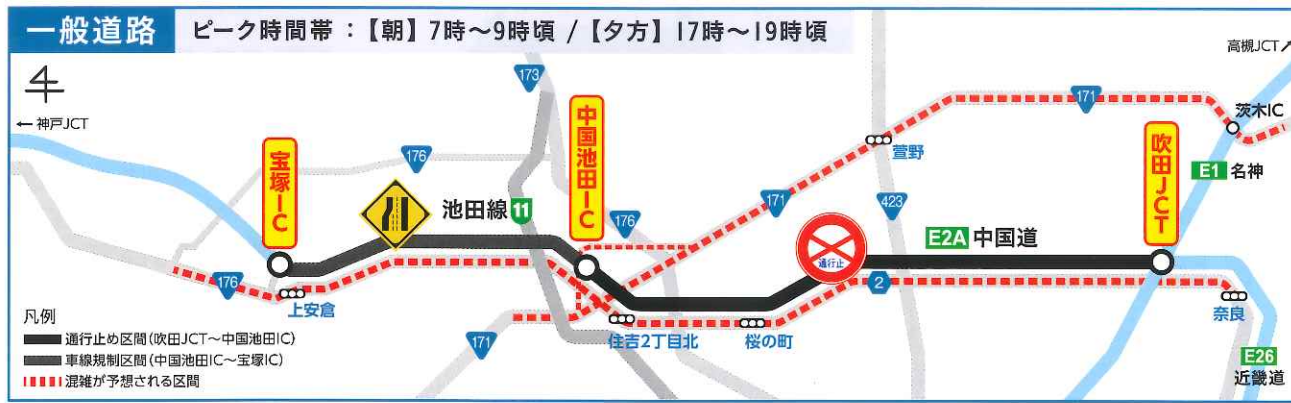 一般道路
ピーク時間帯：【朝】7時～9時頃 / 【夕方】17時～19時頃
高槻JCT↗
← 神戸JCT
173
171
茨木IC
宝塚IC
176
中国池田IC
萱野
吹田JCT
E1 名神
池田線 11
176
171
423
E2A 中国道
通行止
176
2
上安倉
住吉2丁目北
桜の町
奈良
171
E26
近畿道
凡例
通行止め区間(吹田JCT～中国池田IC)
車線規制区間(中国池田IC～宝塚IC)
混雑が予想される区間